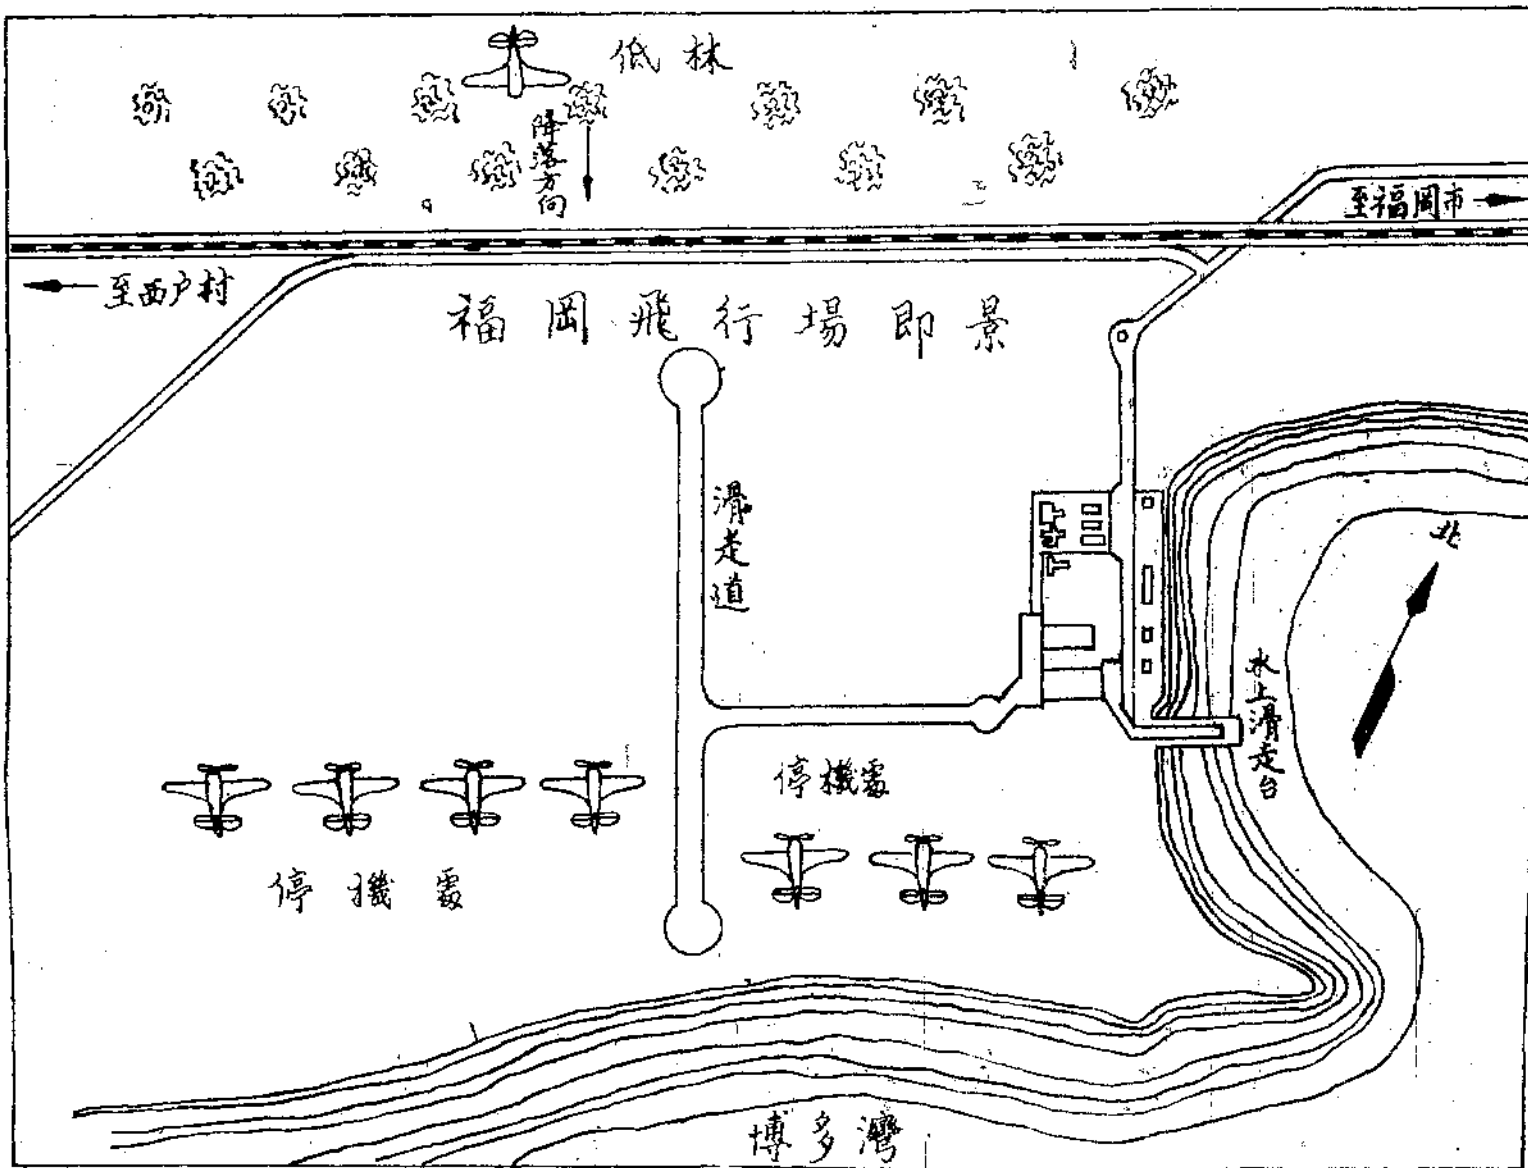 低林
降落方向
至福岡市
至西户村
福岡飛行場即景
滑走道
北
水上滑走台
停機處
停機處
博多灣